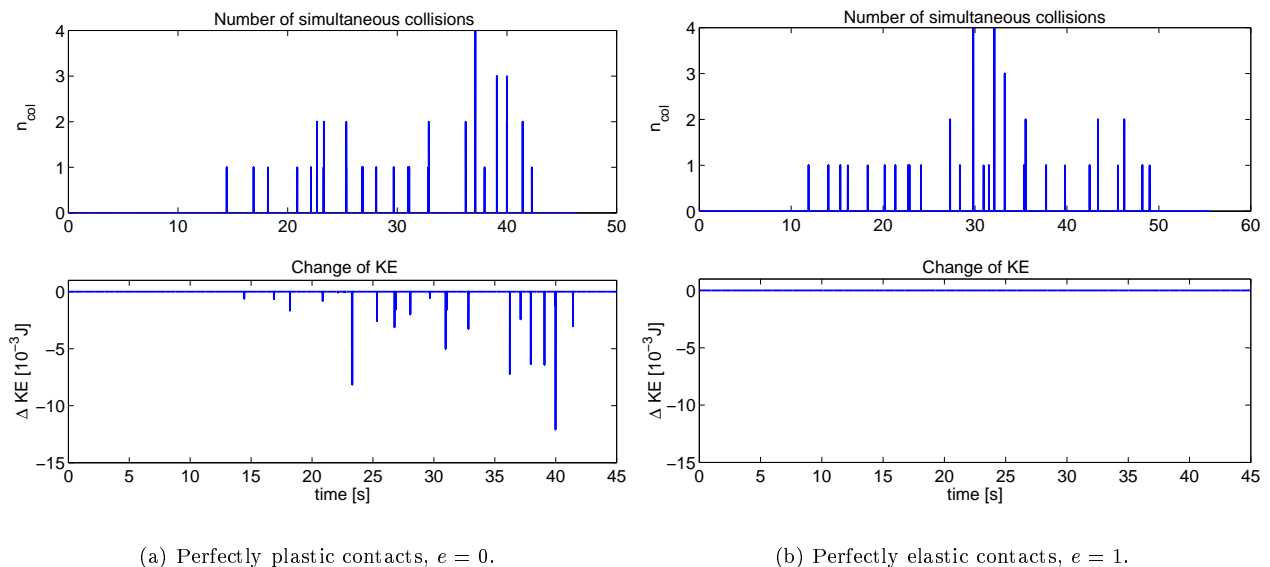 Number of simultaneous collisions
4
3
2
1
0
n_col
0 10 20 30 40 50
Change of KE
0
−5
−10
−15
Δ KE [10^−3 J]
0 5 10 15 20 25 30 35 40 45
time [s]
(a) Perfectly plastic contacts, e = 0.
Number of simultaneous collisions
4
3
2
1
0
n_col
0 10 20 30 40 50 60
Change of KE
0
−5
−10
−15
Δ KE [10^−3 J]
0 5 10 15 20 25 30 35 40 45
time [s]
(b) Perfectly elastic contacts, e = 1.